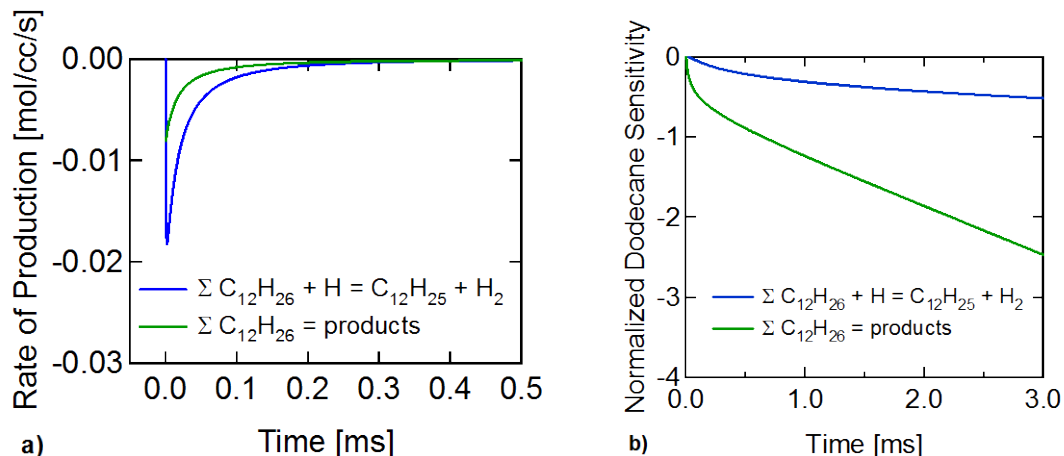 Rate of Production [mol/cc/s]
0.00
-0.01
-0.02
-0.03
Σ C₁₂H₂₆ + H = C₁₂H₂₅ + H₂
Σ C₁₂H₂₆ = products
0.0 0.1 0.2 0.3 0.4 0.5
Time [ms]
a)
Normalized Dodecane Sensitivity
0
-1
-2
-3
-4
Σ C₁₂H₂₆ + H = C₁₂H₂₅ + H₂
Σ C₁₂H₂₆ = products
0.0 1.0 2.0 3.0
Time [ms]
b)